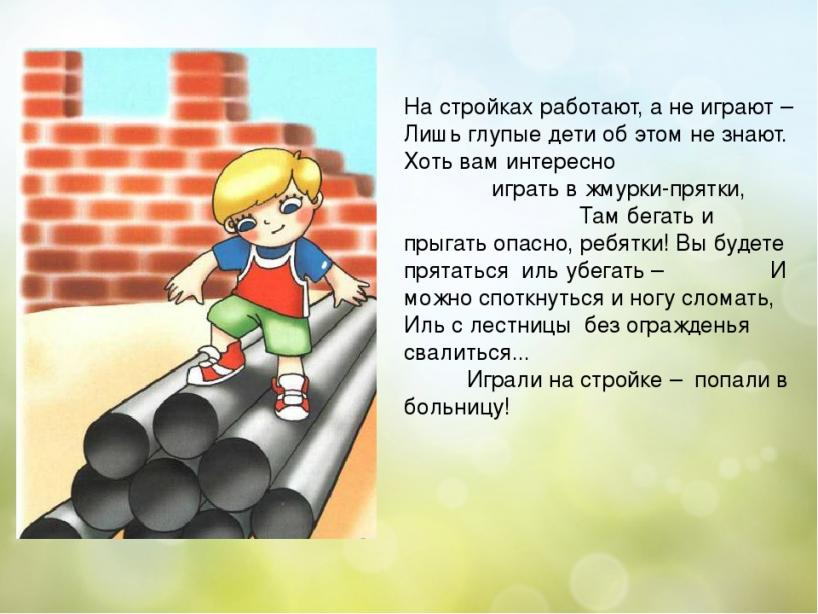 На стройках работают, а не играют –
Лишь глупые дети об этом не знают.
Хоть вам интересно
играть в жмурки-прятки,
Там бегать и
прыгать опасно, ребятки! Вы будете
прятаться иль убегать – И
можно споткнуться и ногу сломать,
Иль с лестницы без огражденья
свалиться...
Играли на стройке – попали в
больницу!